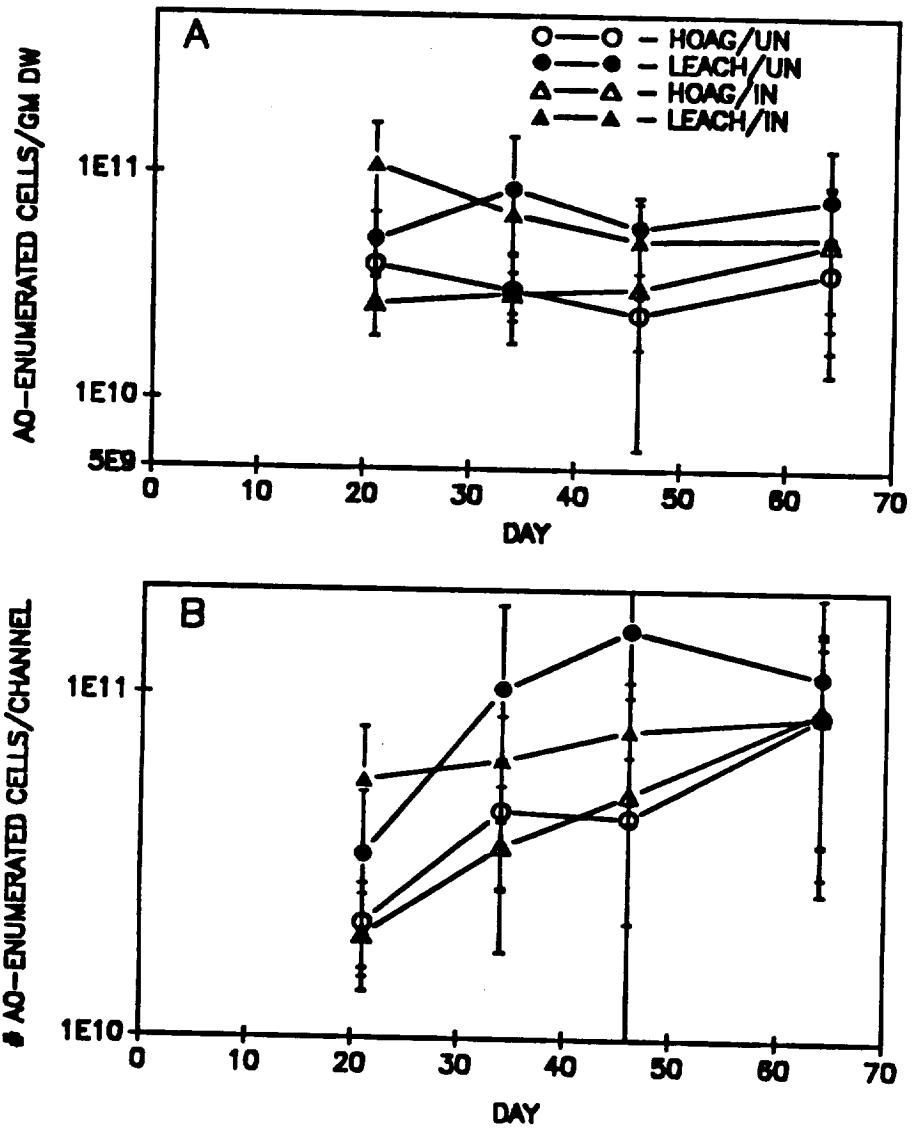 A
HOAG/UN
LEACH/UN
HOAG/IN
LEACH/IN
AO-ENUMERATED CELLS/GM DW
1E11
1E10
5E9
0 10 20 30 40 50 60 70
DAY
B
# AO-ENUMERATED CELLS/CHANNEL
1E11
1E10
0 10 20 30 40 50 60 70
DAY